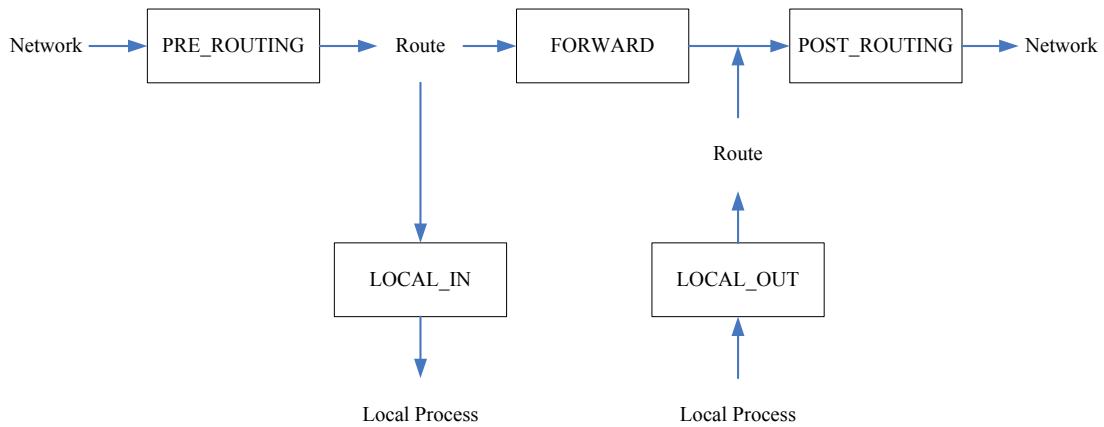 Network
PRE_ROUTING
Route
FORWARD
POST_ROUTING
Network
Route
LOCAL_IN
LOCAL_OUT
Local Process
Local Process